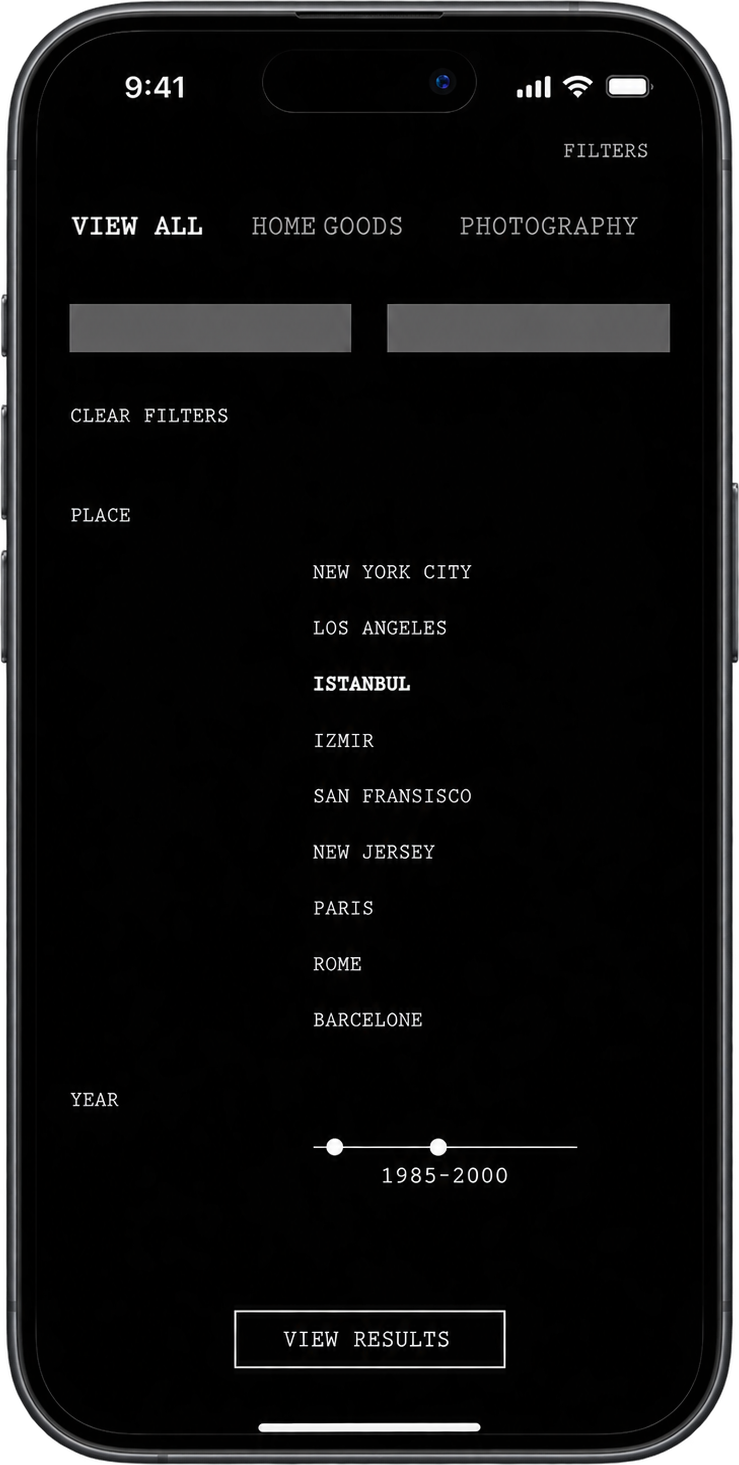 9:41
FILTERS
VIEW ALL HOME GOODS PHOTOGRAPHY
CLEAR FILTERS
PLACE
NEW YORK CITY
LOS ANGELES
ISTANBUL
IZMIR
SAN FRANSISCO
NEW JERSEY
PARIS
ROME
BARCELONE
YEAR
1985-2000
VIEW RESULTS